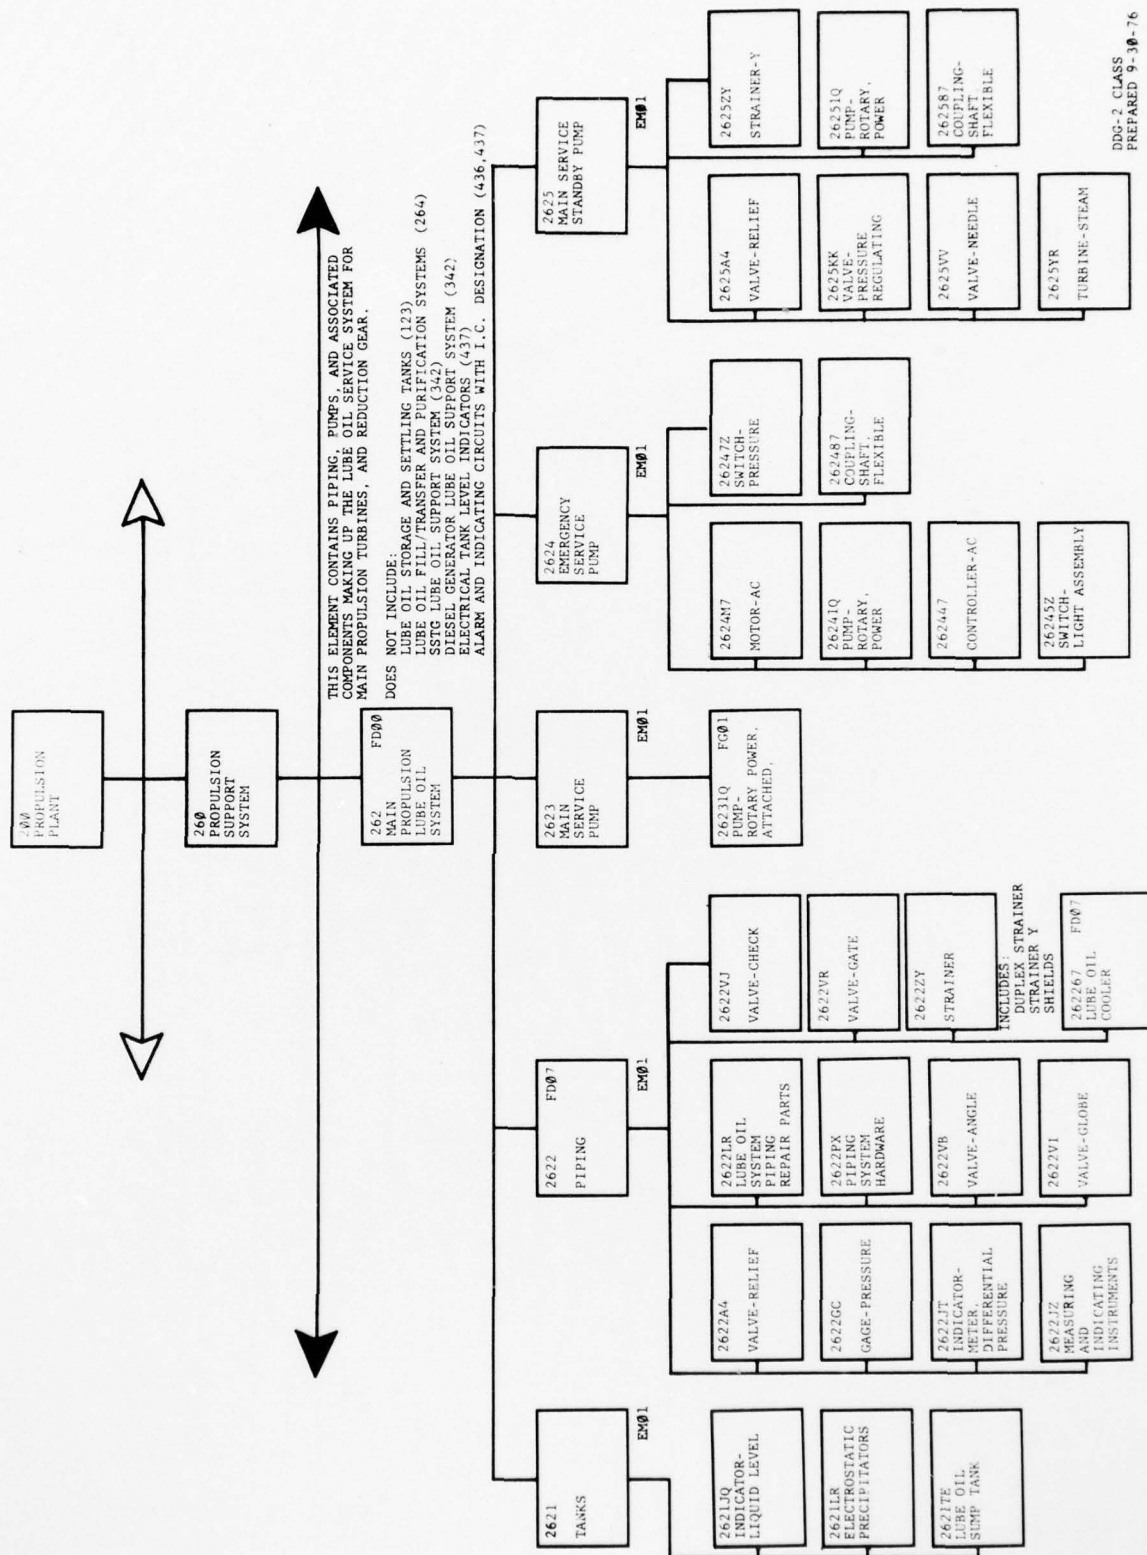 200
PROPULSION
PLANT
260
PROPULSION
SUPPORT
SYSTEM
THIS ELEMENT CONTAINS PIPING, PUMPS, AND ASSOCIATED
COMPONENTS MAKING UP THE LUBE OIL SERVICE SYSTEM FOR
MAIN PROPULSION TURBINES, AND REDUCTION GEAR.
262 FD00
MAIN
PROPULSION
LUBE OIL
SYSTEM
DOES NOT INCLUDE:
LUBE OIL STORAGE AND SETTLING TANKS (123)
LUBE OIL FILL/TRANSFER AND PURIFICATION SYSTEMS (264)
SSTG LUBE OIL SUPPORT SYSTEM (342)
DIESEL GENERATOR LUBE OIL SUPPORT SYSTEM (342)
ELECTRICAL TANK LEVEL INDICATORS (437)
ALARM AND INDICATING CIRCUITS WITH I.C. DESIGNATION (436,437)
2621
TANKS
EMØ1
2621JQ
INDICATOR-
LIQUID LEVEL
2621LR
ELECTROSTATIC
PRECIPITATORS
2621TE
LUBE OIL
SUMP TANK
2622 FDØ7
PIPING
EMØ1
2622A4
VALVE-RELIEF
2622GC
GAGE-PRESSURE
2622JT
INDICATOR-
METER,
DIFFERENTIAL
PRESSURE
2622JZ
MEASURING
AND
INDICATING
INSTRUMENTS
2622LR
LUBE OIL
SYSTEM
PIPING
REPAIR PARTS
2622PX
PIPING
SYSTEM
HARDWARE
2622VB
VALVE-ANGLE
2622VI
VALVE-GLOBE
2622VJ
VALVE-CHECK
2622VR
VALVE-GATE
2622ZY
STRAINER
INCLUDES:
DUPLEX STRAINER
STRAINER Y
SHIELDS
262267 FDØ7
LUBE OIL
COOLER
2623
MAIN
SERVICE
PUMP
EMØ1
26231Q FGØ1
PUMP-
ROTARY POWER,
ATTACHED,
2624
EMERGENCY
SERVICE
PUMP
EMØ1
2624M7
MOTOR-AC
26241Q
PUMP-
ROTARY,
POWER
262447
CONTROLLER-AC
26245Z
SWITCH-
LIGHT ASSEMBLY
26247Z
SWITCH-
PRESSURE
262487
COUPLING-
SHAFT,
FLEXIBLE
2625
MAIN SERVICE
STANDBY PUMP
EMØ1
2625A4
VALVE-RELIEF
2625KK
VALVE-
PRESSURE
REGULATING
2625VV
VALVE-NEEDLE
2625YR
TURBINE-STEAM
2625ZY
STRAINER-Y
26251Q
PUMP-
ROTARY,
POWER
262587
COUPLING-
SHAFT,
FLEXIBLE
DDG-2 CLASS
PREPARED 9-30-76